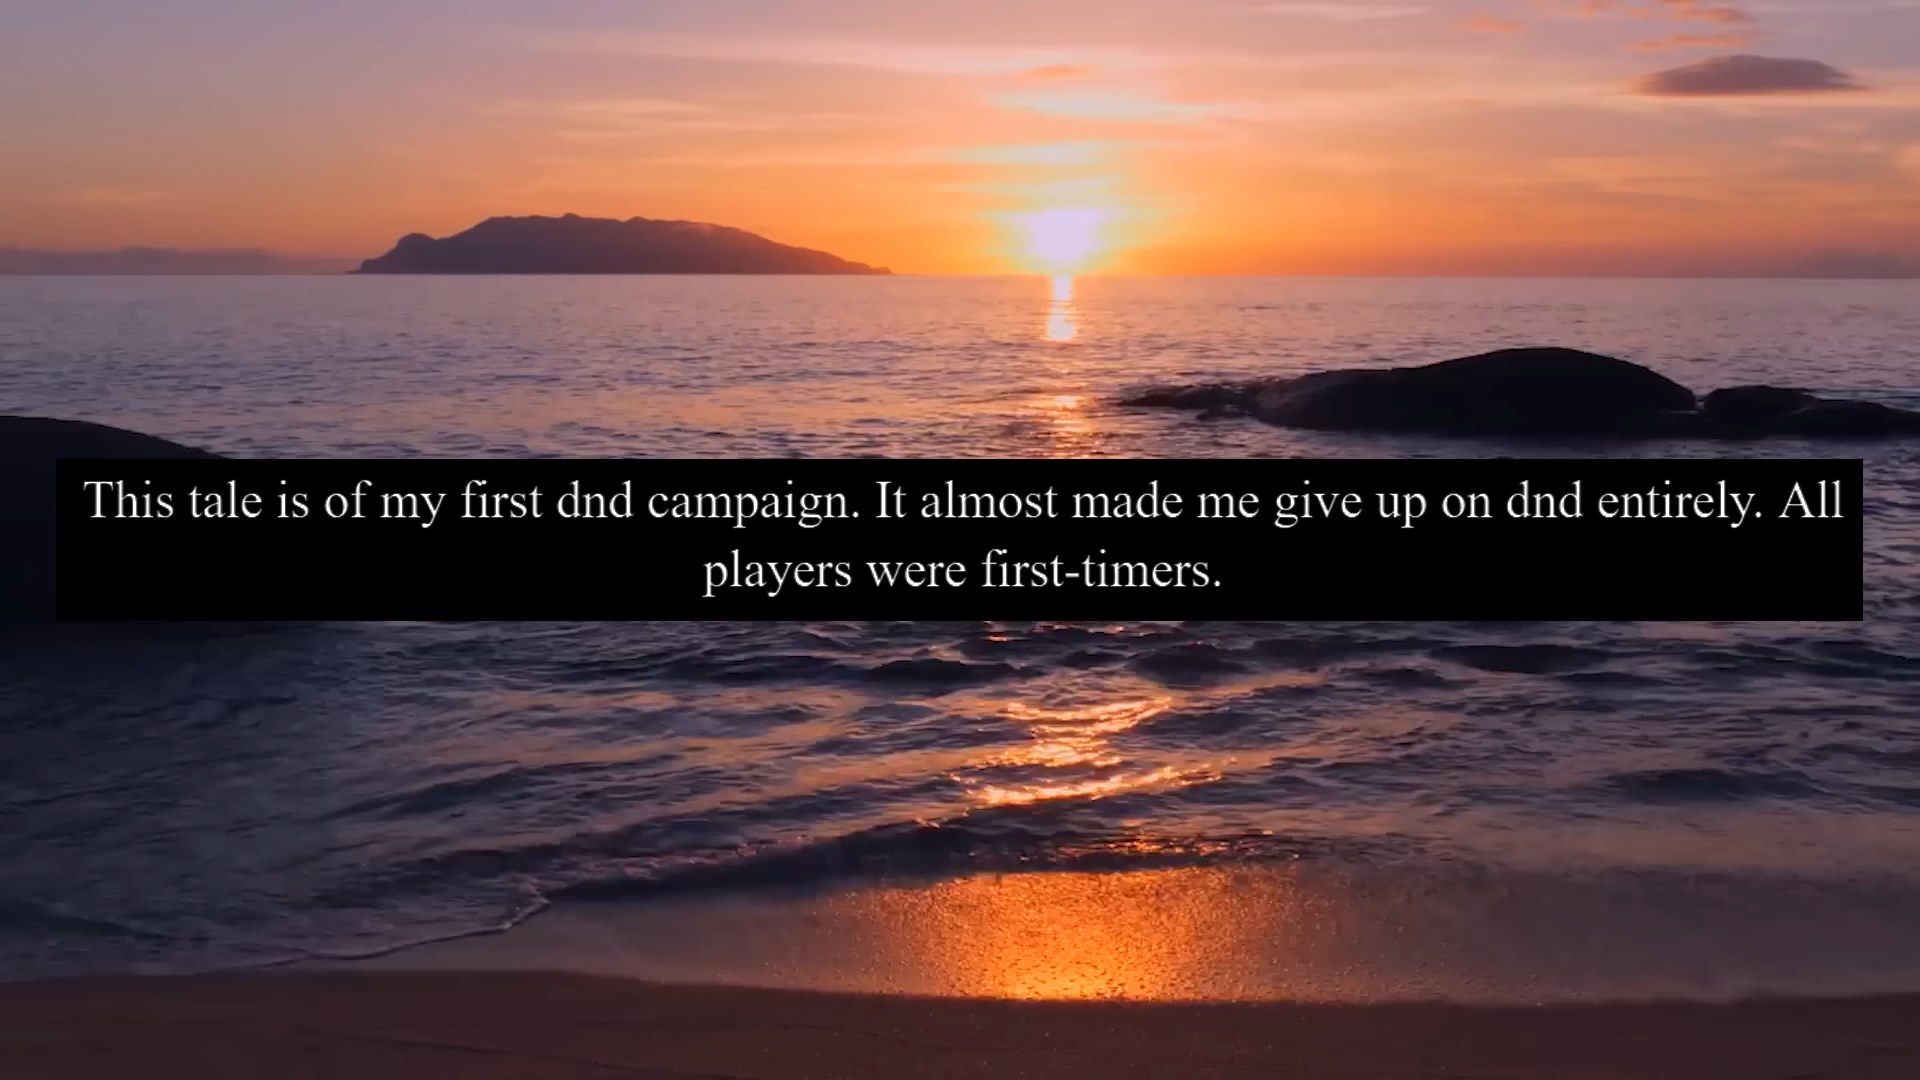 This tale is of my first dnd campaign. It almost made me give up on dnd entirely. All
players were first-timers.